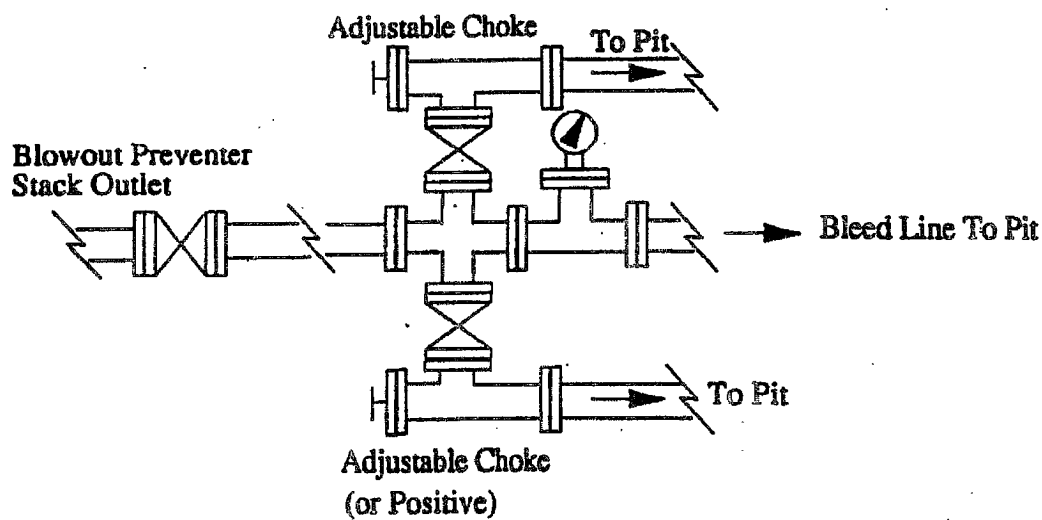 Adjustable Choke
To Pit
Blowout Preventer
Stack Outlet
Bleed Line To Pit
To Pit
Adjustable Choke
(or Positive)